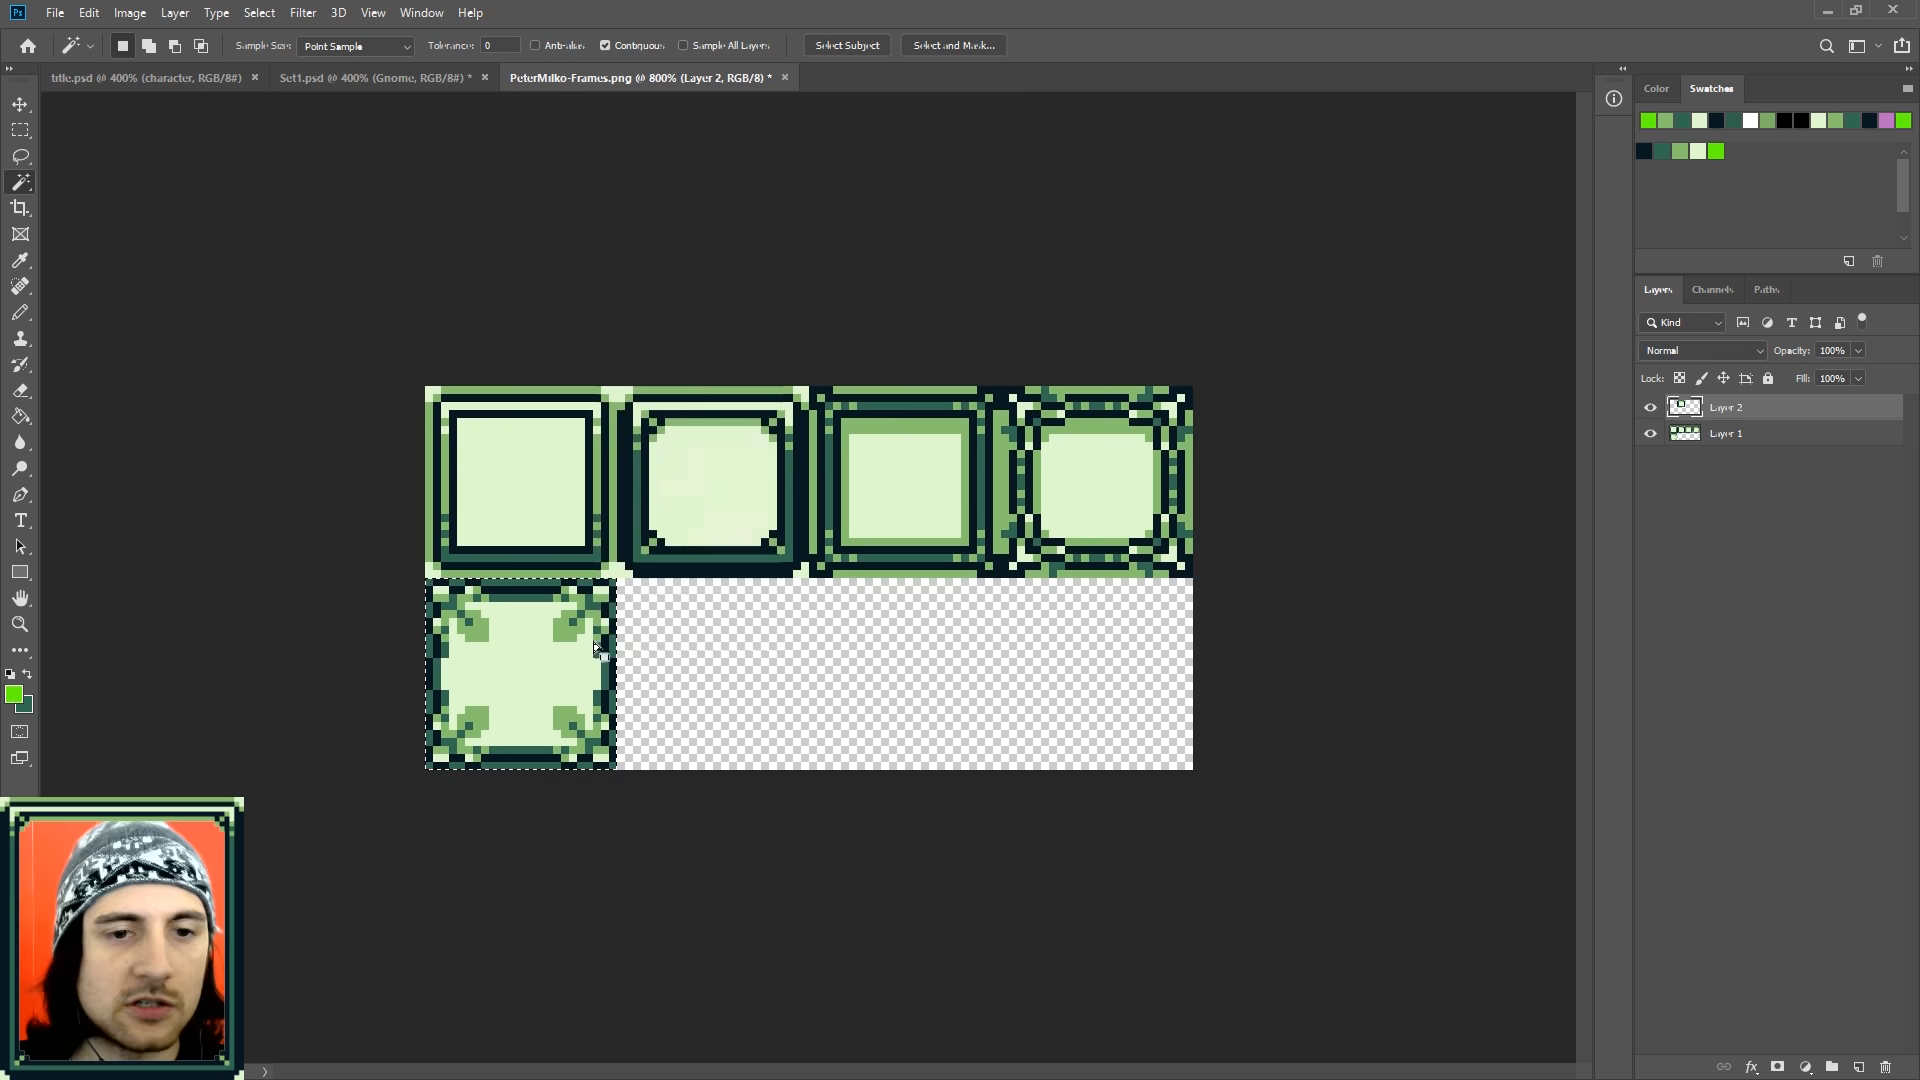 Ps File Edit Image Layer Type Select Filter 3D View Window Help
Sample Size: Point Sample Tolerance: 0 Anti-alias Contiguous Sample All Layers Select Subject Select and Mask...
title.psd @ 400% (character, RGB/8#) × Set1.psd @ 400% (Gnome, RGB/8#) * × PeterMilko-Frames.png @ 800% (Layer 2, RGB/8) * ×
Color Swatches
Layers Channels Paths
Kind
Normal Opacity: 100%
Lock: Fill: 100%
Layer 2
Layer 1